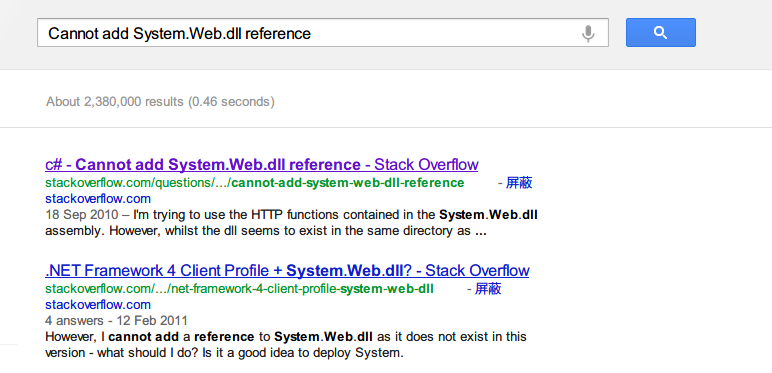 Cannot add System.Web.dll reference
About 2,380,000 results (0.46 seconds)
c# - Cannot add System.Web.dll reference - Stack Overflow
stackoverflow.com/questions/.../cannot-add-system-web-dll-reference - 屏蔽
stackoverflow.com
18 Sep 2010 – I'm trying to use the HTTP functions contained in the System.Web.dll
assembly. However, whilst the dll seems to exist in the same directory as ...
.NET Framework 4 Client Profile + System.Web.dll? - Stack Overflow
stackoverflow.com/.../net-framework-4-client-profile-system-web-dll - 屏蔽
stackoverflow.com
4 answers - 12 Feb 2011
However, I cannot add a reference to System.Web.dll as it does not exist in this
version - what should I do? Is it a good idea to deploy System.